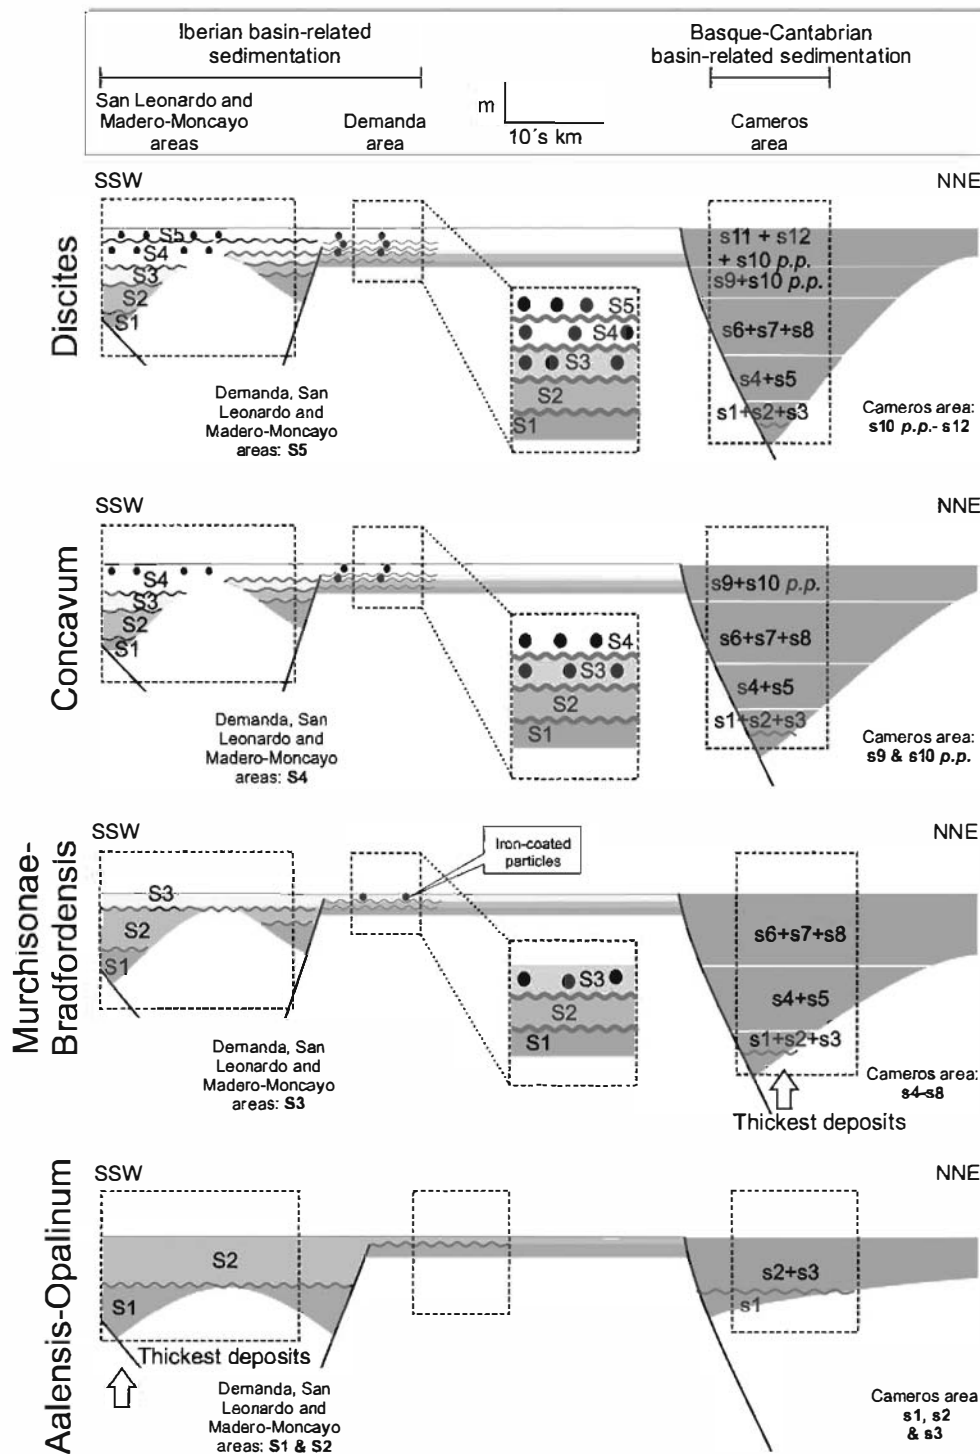 Iberian basin-related
sedimentation
Basque-Cantabrian
basin-related sedimentation
San Leonardo and
Madero-Moncayo
areas
Demanda
area
m
10´s km
Cameros
area
SSW
NNE
Discites
S5
S4
S3
S2
S1
S5
S4
S3
S2
S1
s11 + s12
+ s10 p.p.
s9+s10 p.p.
s6+s7+s8
s4+s5
s1+s2+s3
Demanda, San
Leonardo and
Madero-Moncayo
areas: S5
Cameros area:
s10 p.p.- s12
SSW
NNE
Concavum
S4
S3
S2
S1
S4
S3
S2
S1
s9+s10 p.p.
s6+s7+s8
s4+s5
s1+s2+s3
Demanda, San
Leonardo and
Madero-Moncayo
areas: S4
Cameros area:
s9 & s10 p.p.
SSW
NNE
Murchisonae-
Bradfordensis
Iron-coated
particles
S3
S2
S1
S3
S2
S1
s6+s7+s8
s4+s5
s1+s2+s3
Demanda, San
Leonardo and
Madero-Moncayo
areas: S3
Cameros area:
s4-s8
Thickest deposits
SSW
NNE
Aalensis-Opalinum
S2
S1
s2+s3
s1
Thickest deposits
Demanda, San
Leonardo and
Madero-Moncayo
areas: S1 & S2
Cameros area
s1, s2
& s3